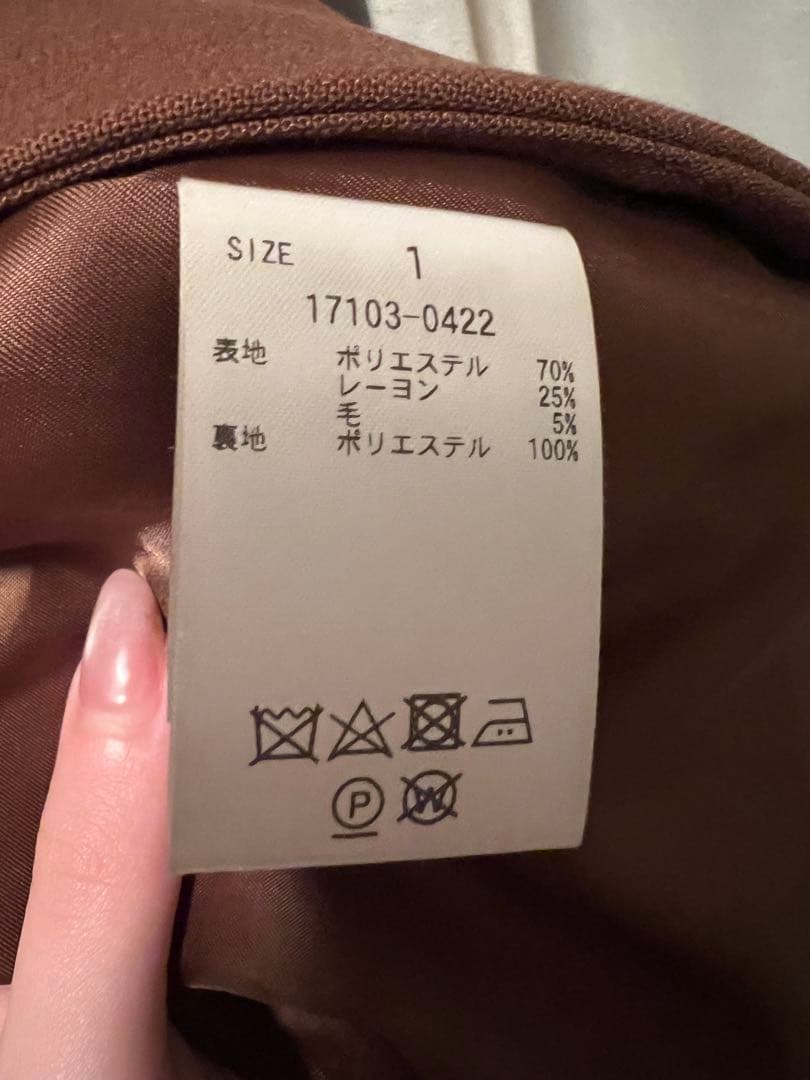 SIZE 1
17103-0422
表地 ポリエステル 70%
レーヨン 25%
毛 5%
裏地 ポリエステル 100%
P W